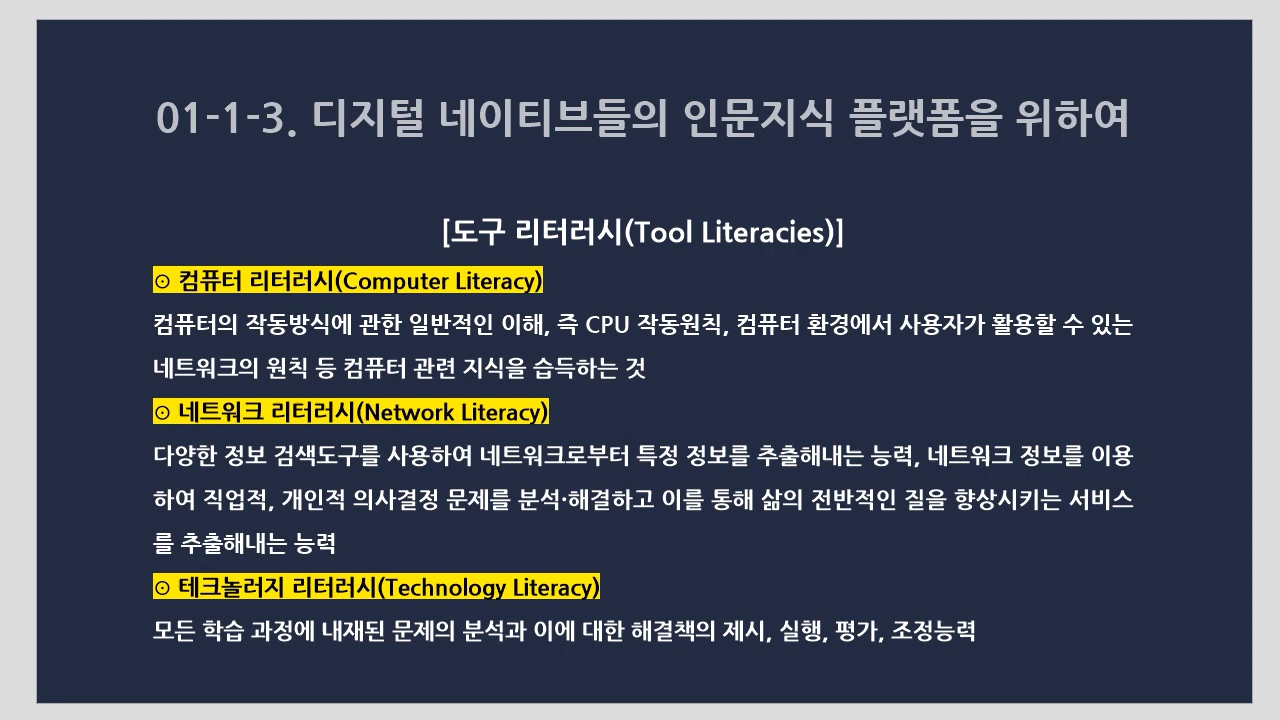 01-1-3. 디지털 네이티브들의 인문지식 플랫폼을 위하여
[도구 리터러시(Tool Literacies)]
⊙ 컴퓨터 리터러시(Computer Literacy)
컴퓨터의 작동방식에 관한 일반적인 이해, 즉 CPU 작동원칙, 컴퓨터 환경에서 사용자가 활용할 수 있는
네트워크의 원칙 등 컴퓨터 관련 지식을 습득하는 것
⊙ 네트워크 리터러시(Network Literacy)
다양한 정보 검색도구를 사용하여 네트워크로부터 특정 정보를 추출해내는 능력, 네트워크 정보를 이용
하여 직업적, 개인적 의사결정 문제를 분석·해결하고 이를 통해 삶의 전반적인 질을 향상시키는 서비스
를 추출해내는 능력
⊙ 테크놀러지 리터러시(Technology Literacy)
모든 학습 과정에 내재된 문제의 분석과 이에 대한 해결책의 제시, 실행, 평가, 조정능력